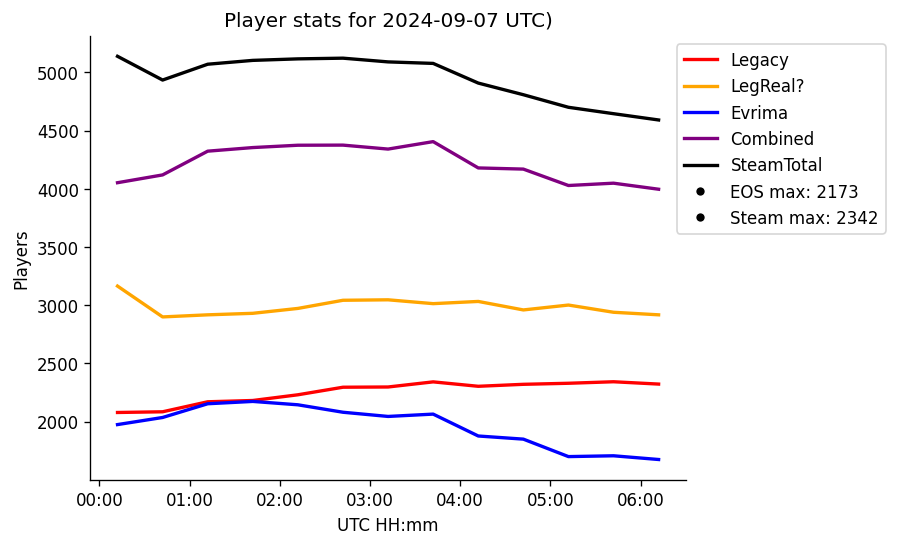 Player stats for 2024-09-07 UTC)
Legacy
LegReal?
Evrima
Combined
SteamTotal
EOS max: 2173
Steam max: 2342
Players
5000
4500
4000
3500
3000
2500
2000
00:00 01:00 02:00 03:00 04:00 05:00 06:00
UTC HH:mm